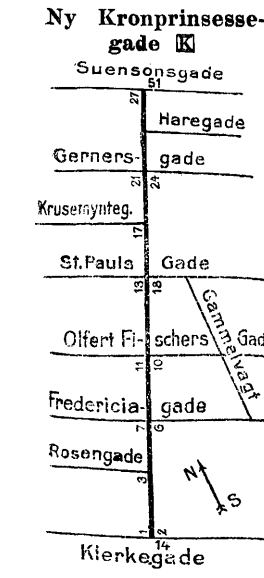 Ny Kronprinsesse-
gade K
Suensonsgade
51
27
Haregade
Gerners- gade
21 24
Krusemynteg.
17
St. Pauls Gade
13 18
Gammelvagt
Olfert Fi- schers Gad
11 10
Fredericia- gade
7 6
Rosengade
3
N
S
1 2
14
Klerkegade